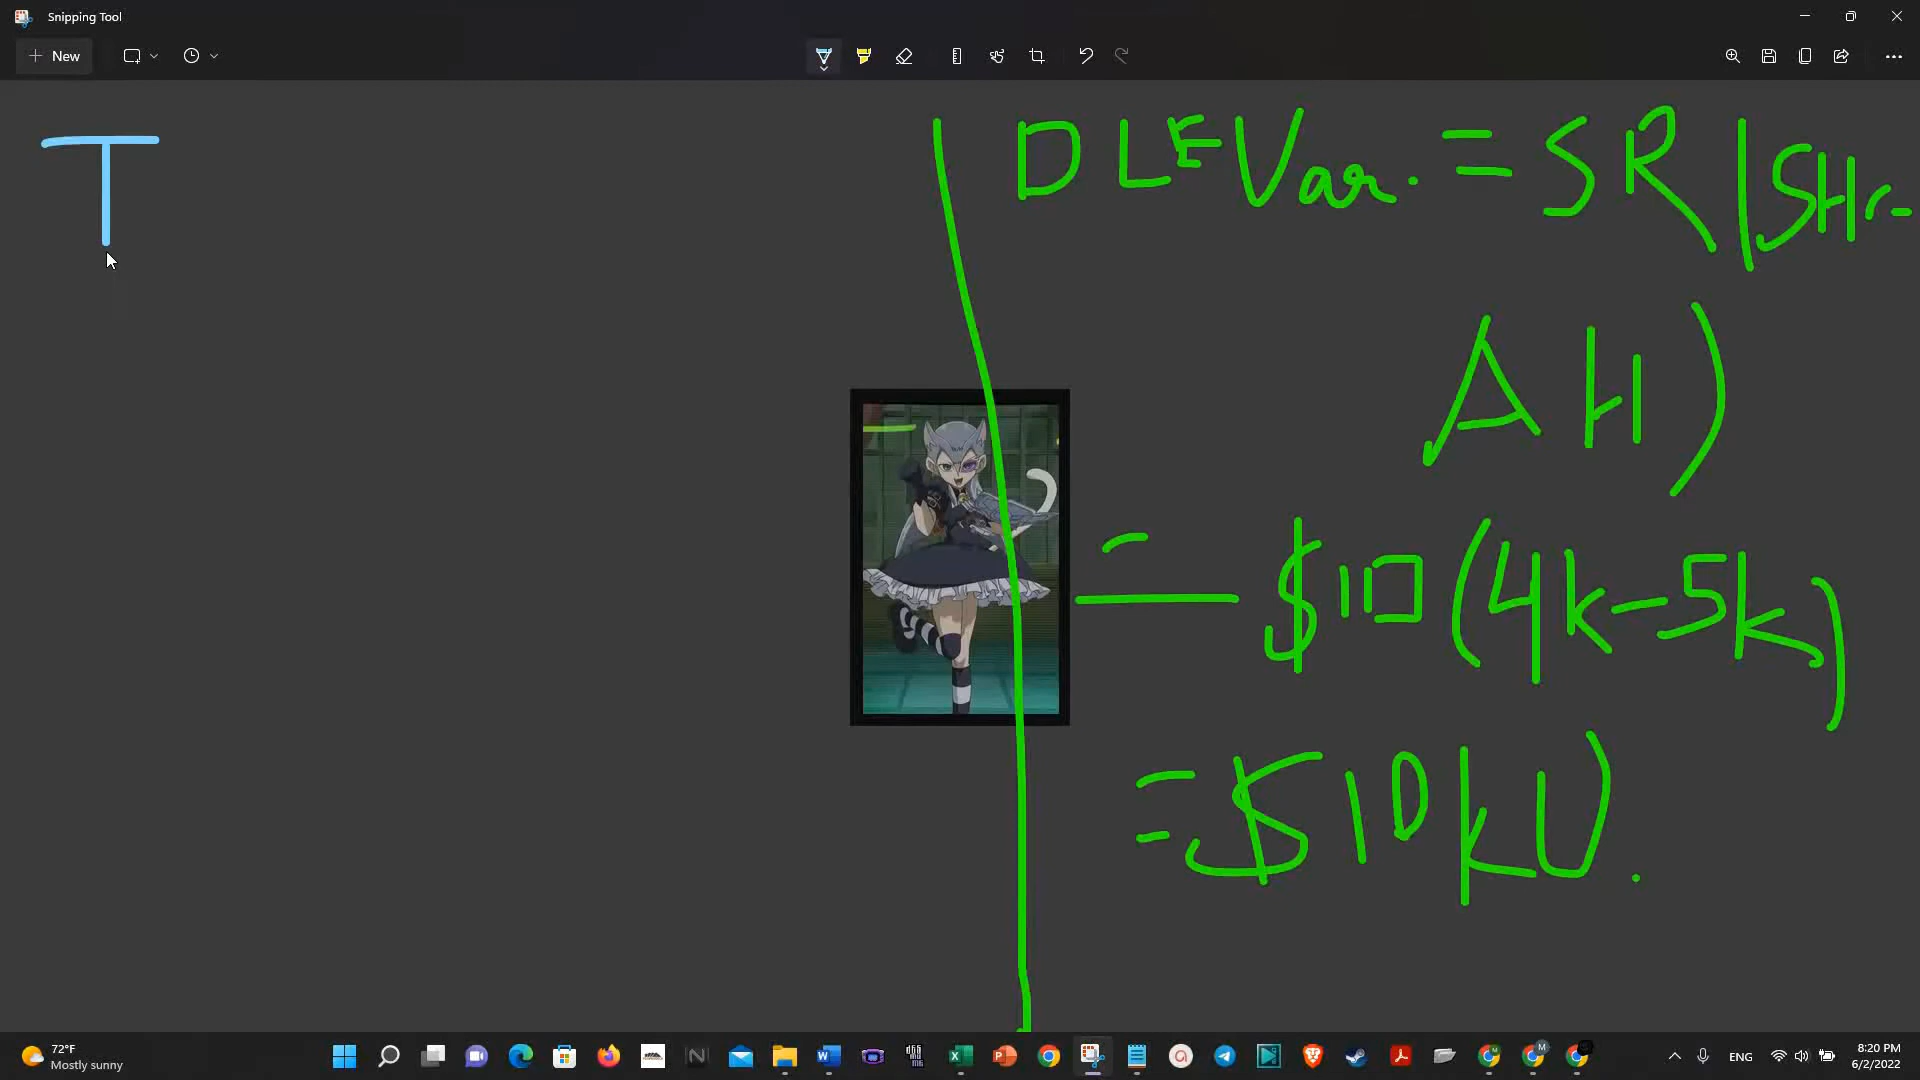 Snipping Tool
New
T
DLEVar. = SR (SHr-
AH)
= $10(4k-5k)
= $10kU.
72°F
Mostly sunny
ENG
8:20 PM
6/2/2022